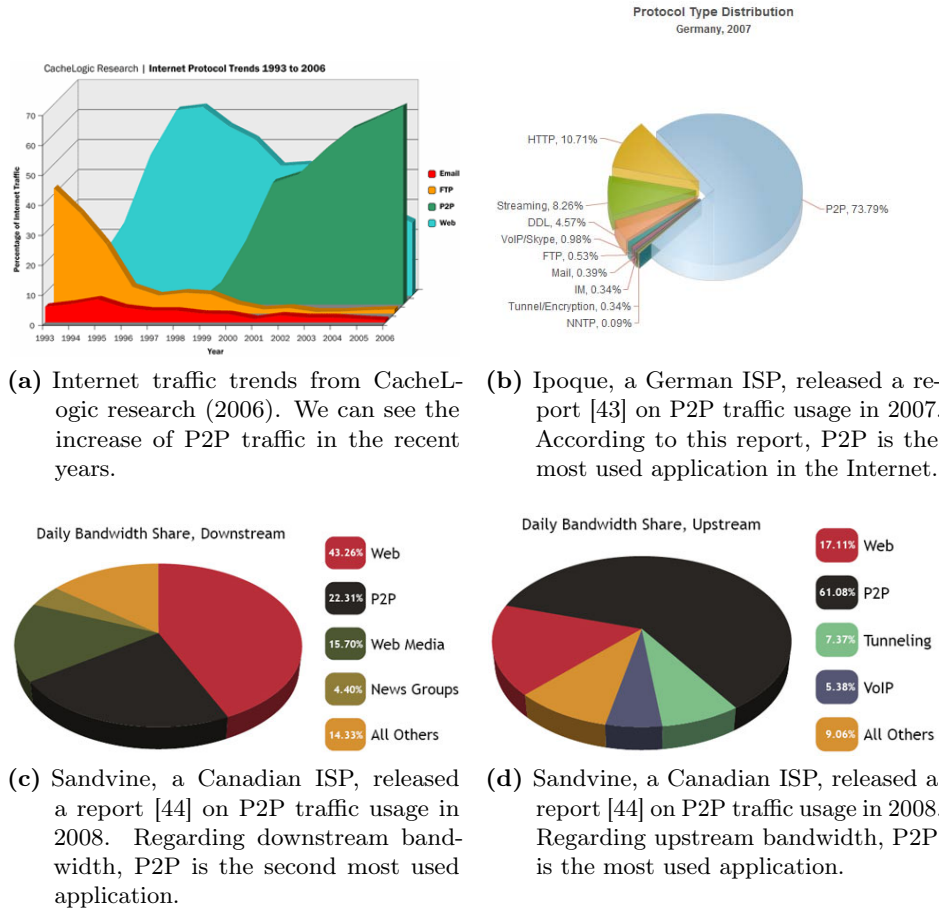 CacheLogic Research | Internet Protocol Trends 1993 to 2006
Percentage of Internet Traffic
70
60
50
40
30
20
10
0
1993 1994 1995 1996 1997 1998 1999 2000 2001 2002 2003 2004 2005 2006
Year
Email
FTP
P2P
Web
(a) Internet traffic trends from CacheL-
ogic research (2006). We can see the
increase of P2P traffic in the recent
years.
Protocol Type Distribution
Germany, 2007
HTTP, 10.71%
Streaming, 8.26%
DDL, 4.57%
VoIP/Skype, 0.98%
FTP, 0.53%
Mail, 0.39%
IM, 0.34%
Tunnel/Encryption, 0.34%
NNTP, 0.09%
P2P, 73.79%
(b) Ipoque, a German ISP, released a re-
port [43] on P2P traffic usage in 2007.
According to this report, P2P is the
most used application in the Internet.
Daily Bandwidth Share, Downstream
43.26% Web
22.31% P2P
15.70% Web Media
4.40% News Groups
14.33% All Others
(c) Sandvine, a Canadian ISP, released
a report [44] on P2P traffic usage in
2008. Regarding downstream band-
width, P2P is the second most used
application.
Daily Bandwidth Share, Upstream
17.11% Web
61.08% P2P
7.37% Tunneling
5.38% VoIP
9.06% All Others
(d) Sandvine, a Canadian ISP, released a
report [44] on P2P traffic usage in 2008.
Regarding upstream bandwidth, P2P
is the most used application.